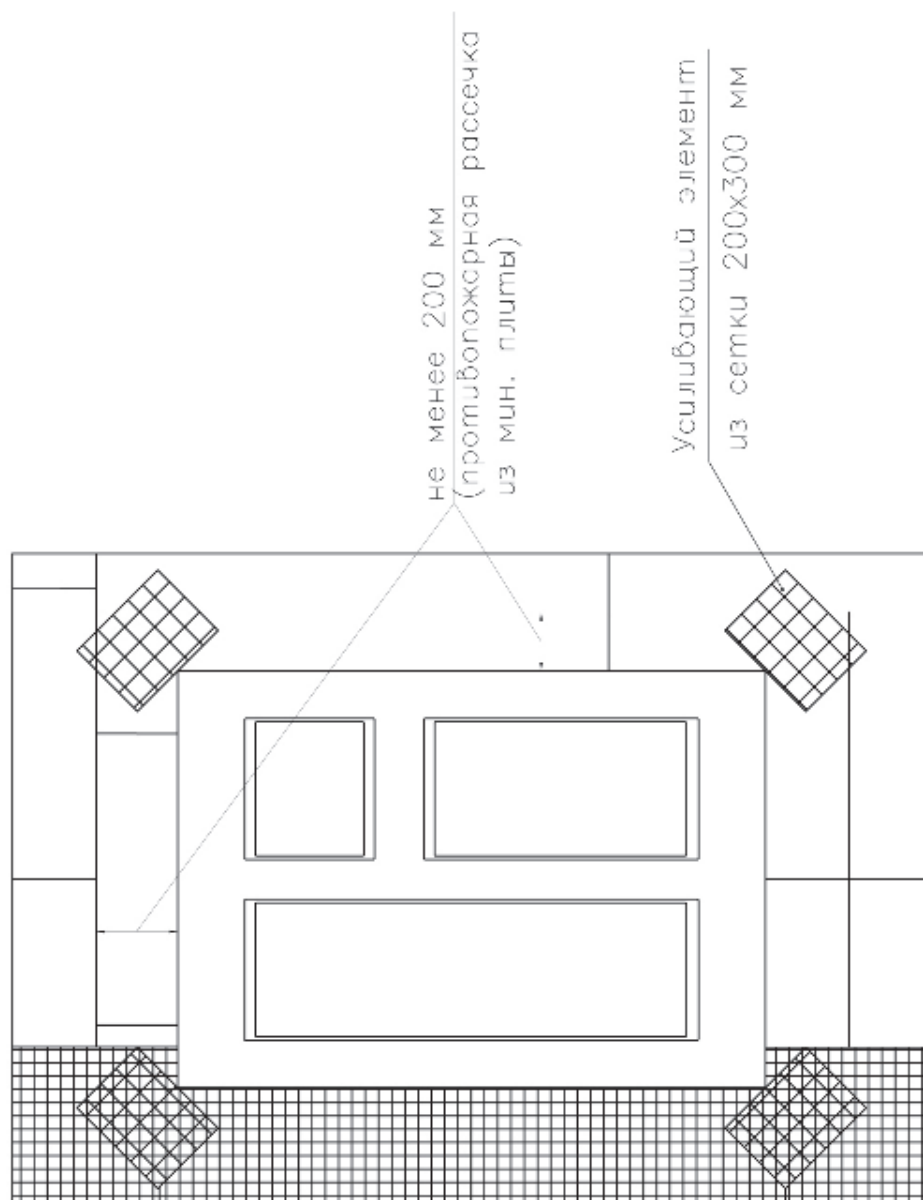 не менее 200 мм
(противопожарная рассечка
из мин. плиты)
Усиливающий элемент
из сетки 200х300 мм